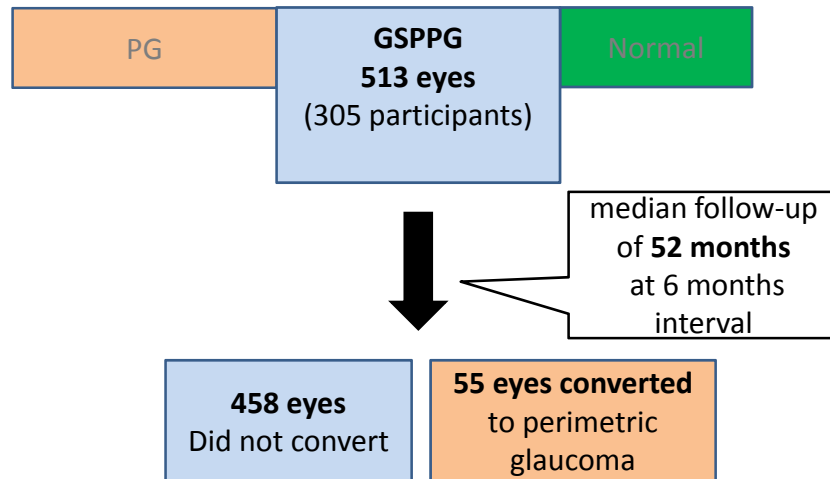 PG
GSPPG
513 eyes
(305 participants)
Normal
median follow-up
of 52 months
at 6 months
interval
458 eyes
Did not convert
55 eyes converted
to perimetric
glaucoma